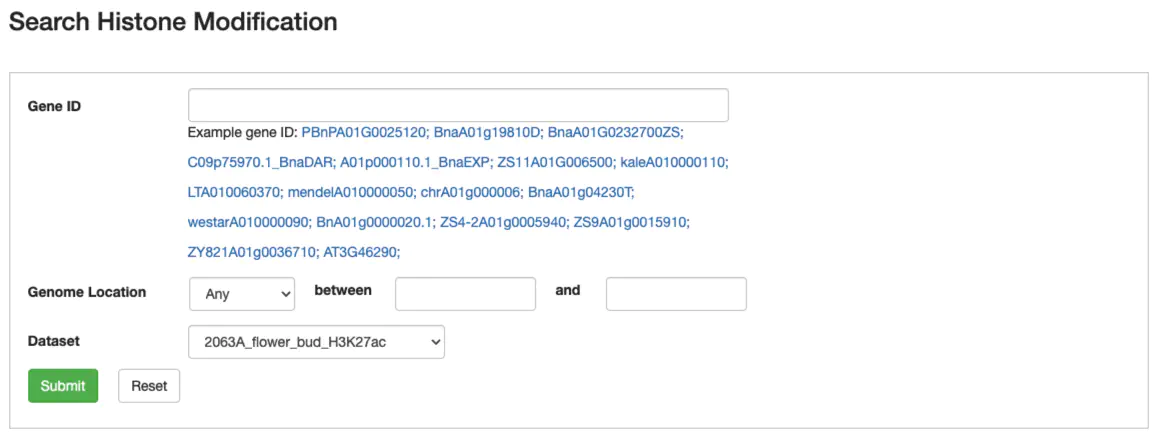 Search Histone Modification
Gene ID
Example gene ID: PBnPA01G0025120; BnaA01g19810D; BnaA01G0232700ZS;
C09p75970.1_BnaDAR; A01p000110.1_BnaEXP; ZS11A01G006500; kaleA010000110;
LTA010060370; mendelA010000050; chrA01g000006; BnaA01g04230T;
westarA010000090; BnA01g0000020.1; ZS4-2A01g0005940; ZS9A01g0015910;
ZY821A01g0036710; AT3G46290;
Genome Location Any between and
Dataset 2063A_flower_bud_H3K27ac
Submit Reset